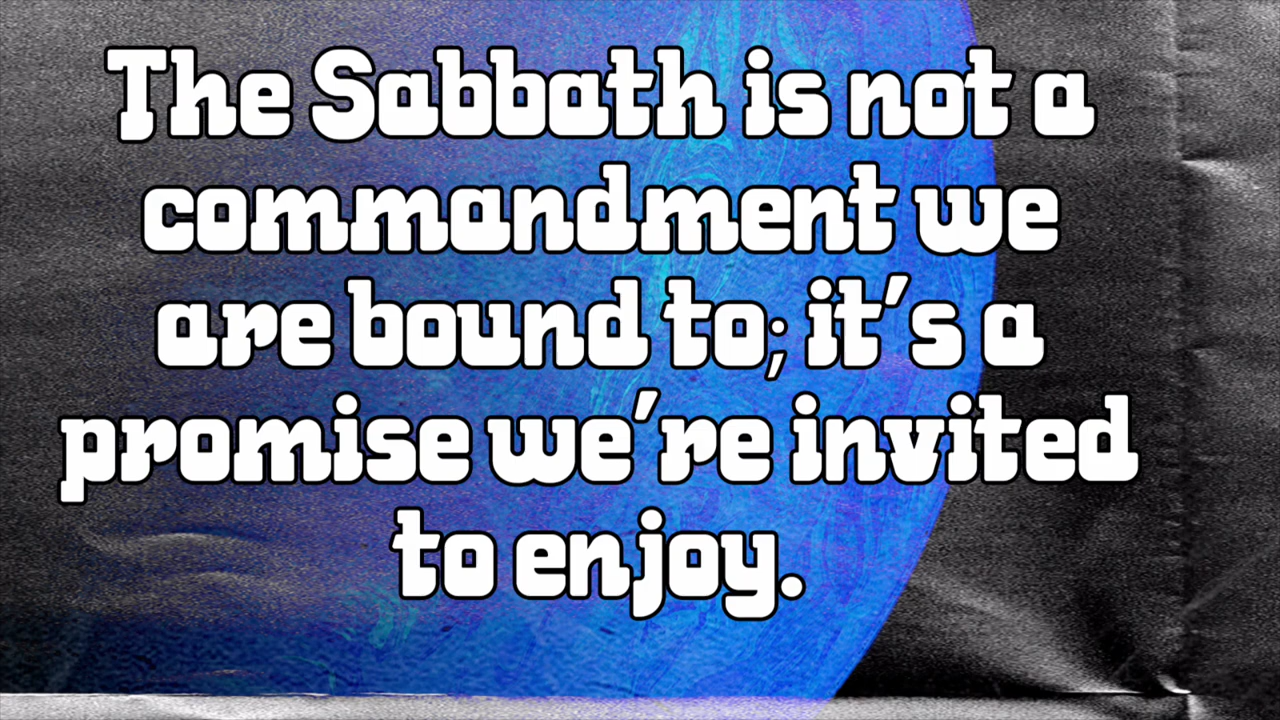 The Sabbath is not a
commandment we
are bound to; it's a
promise we're invited
to enjoy.